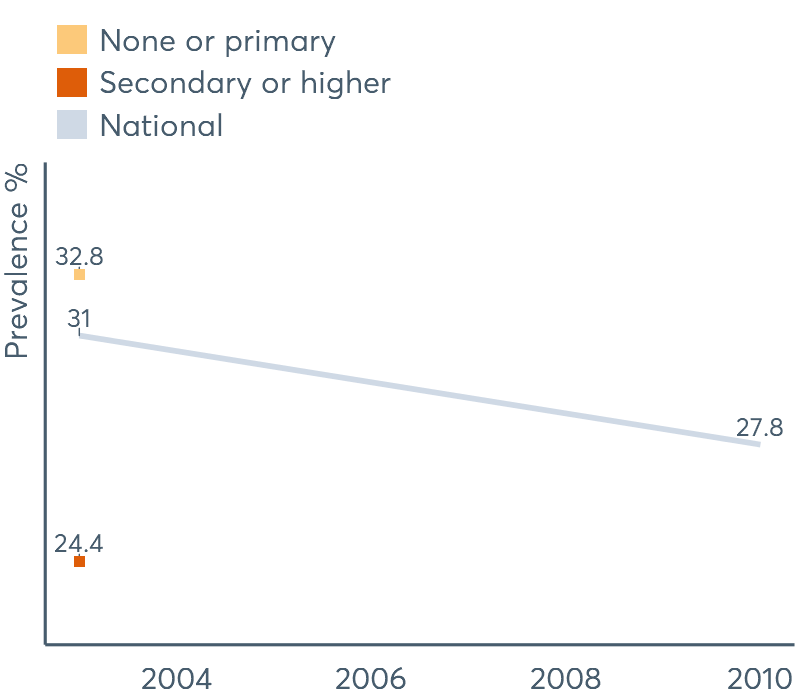 None or primary
Secondary or higher
National
Prevalence %
32.8
31
27.8
24.4
2004 2006 2008 2010